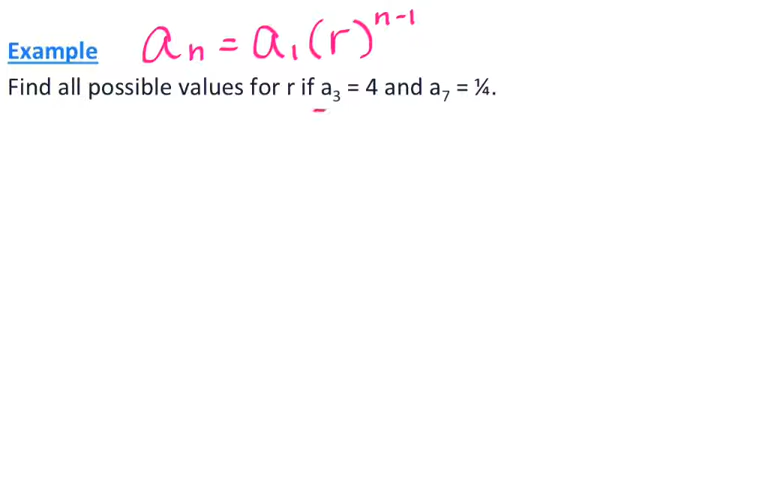 Example aₙ = a₁(r)ⁿ⁻¹
Find all possible values for r if a₃ = 4 and a₇ = ¼.